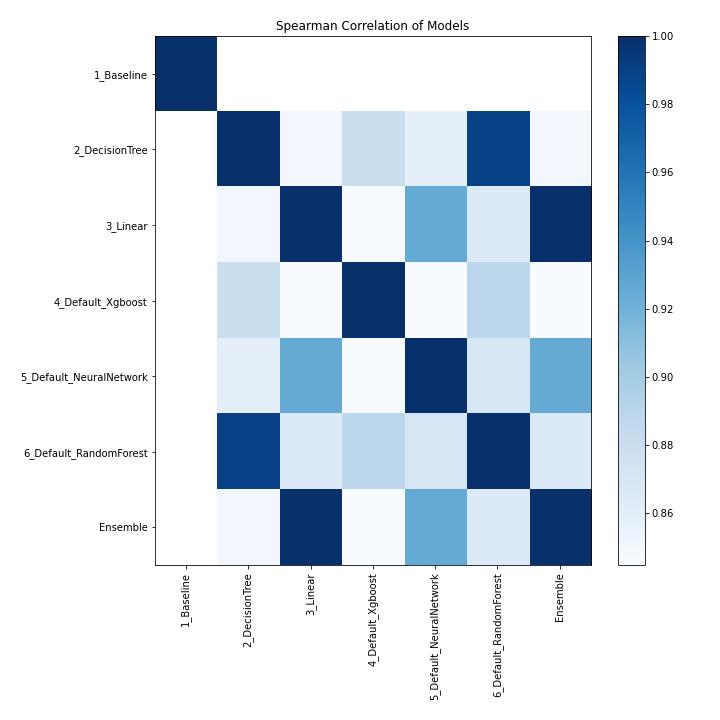 Spearman Correlation of Models
1_Baseline
2_DecisionTree
3_Linear
4_Default_Xgboost
5_Default_NeuralNetwork
6_Default_RandomForest
Ensemble
1_Baseline
2_DecisionTree
3_Linear
4_Default_Xgboost
5_Default_NeuralNetwork
6_Default_RandomForest
Ensemble
1.00
0.98
0.96
0.94
0.92
0.90
0.88
0.86